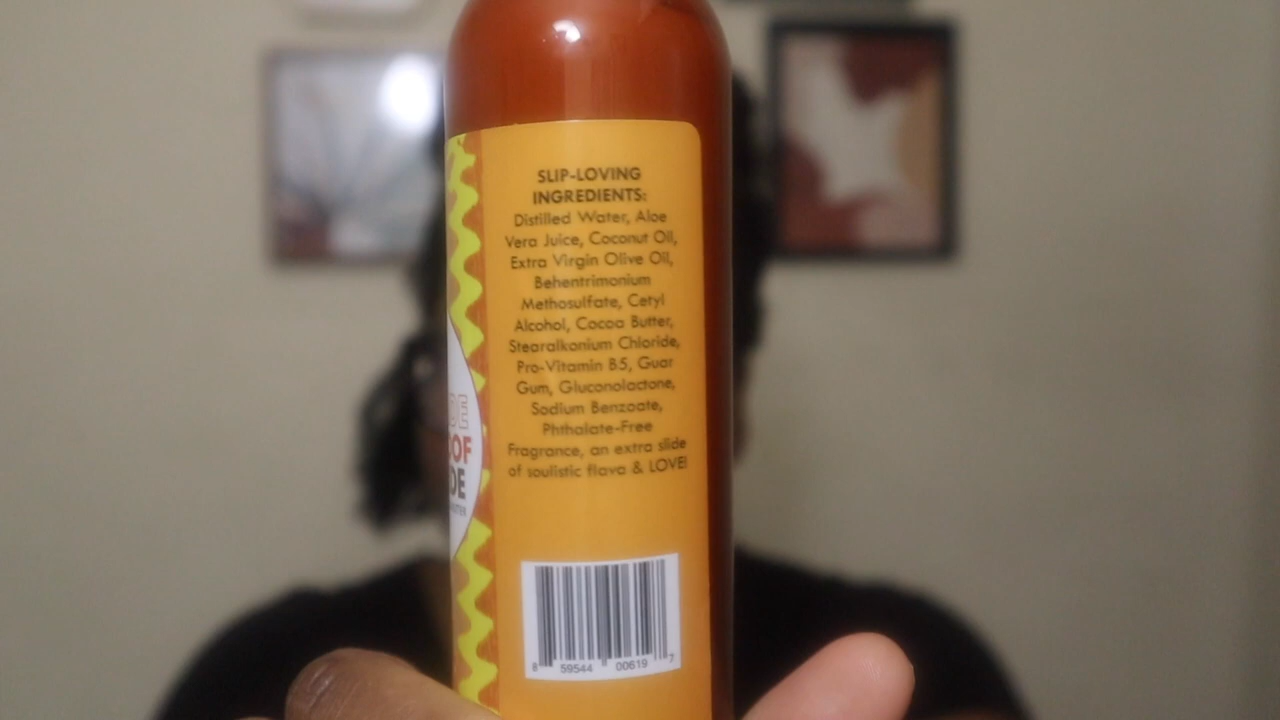 SLIP-LOVING
INGREDIENTS:
Distilled Water, Aloe
Vera Juice, Coconut Oil,
Extra Virgin Olive Oil,
Behentrimonium
Methosulfate, Cetyl
Alcohol, Cocoa Butter,
Stearalkonium Chloride,
Pro-Vitamin B5, Guar
Gum, Gluconolactone,
Sodium Benzoate,
Phthalate-Free
Fragrance, an extra slide
of soulistic flava & LOVE!
8 59544 00619 7